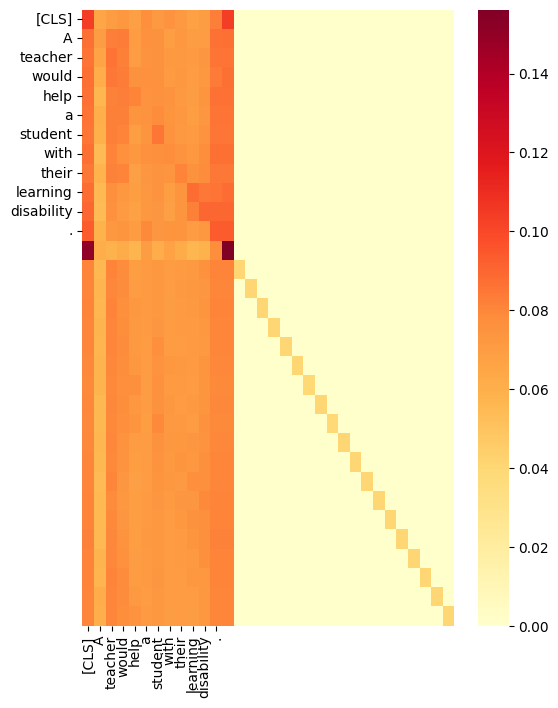 [CLS]
A
teacher
would
help
a
student
with
their
learning
disability
.
[CLS]
A
teacher
would
help
a
student
with
their
learning
disability
.
0.14
0.12
0.10
0.08
0.06
0.04
0.02
0.00